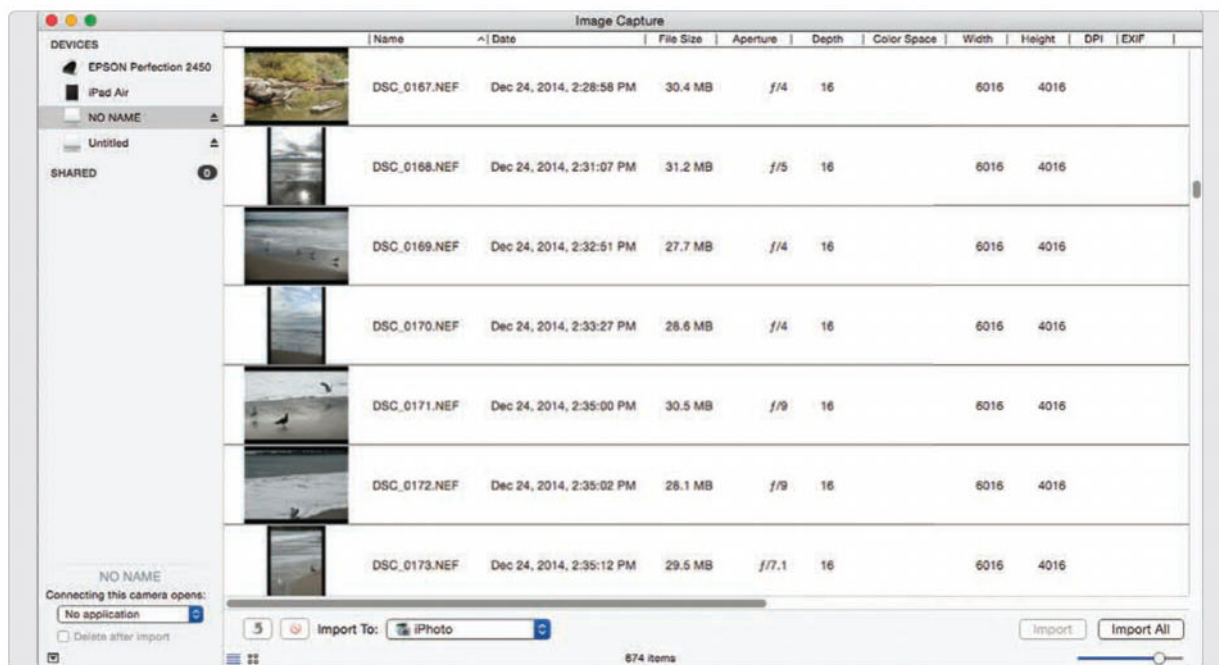 Image Capture
DEVICES
EPSON Perfection 2450
iPad Air
NO NAME
Untitled
SHARED 0
Name Date File Size Aperture Depth Color Space Width Height DPI EXIF
DSC_0167.NEF Dec 24, 2014, 2:28:58 PM 30.4 MB ƒ/4 16 6016 4016
DSC_0168.NEF Dec 24, 2014, 2:31:07 PM 31.2 MB ƒ/5 16 6016 4016
DSC_0169.NEF Dec 24, 2014, 2:32:51 PM 27.7 MB ƒ/4 16 6016 4016
DSC_0170.NEF Dec 24, 2014, 2:33:27 PM 28.6 MB ƒ/4 16 6016 4016
DSC_0171.NEF Dec 24, 2014, 2:35:00 PM 30.5 MB ƒ/9 16 6016 4016
DSC_0172.NEF Dec 24, 2014, 2:35:02 PM 28.1 MB ƒ/9 16 6016 4016
DSC_0173.NEF Dec 24, 2014, 2:35:12 PM 29.5 MB ƒ/7.1 16 6016 4016
NO NAME
Connecting this camera opens:
No application
Delete after import
Import To: iPhoto Import Import All
674 items